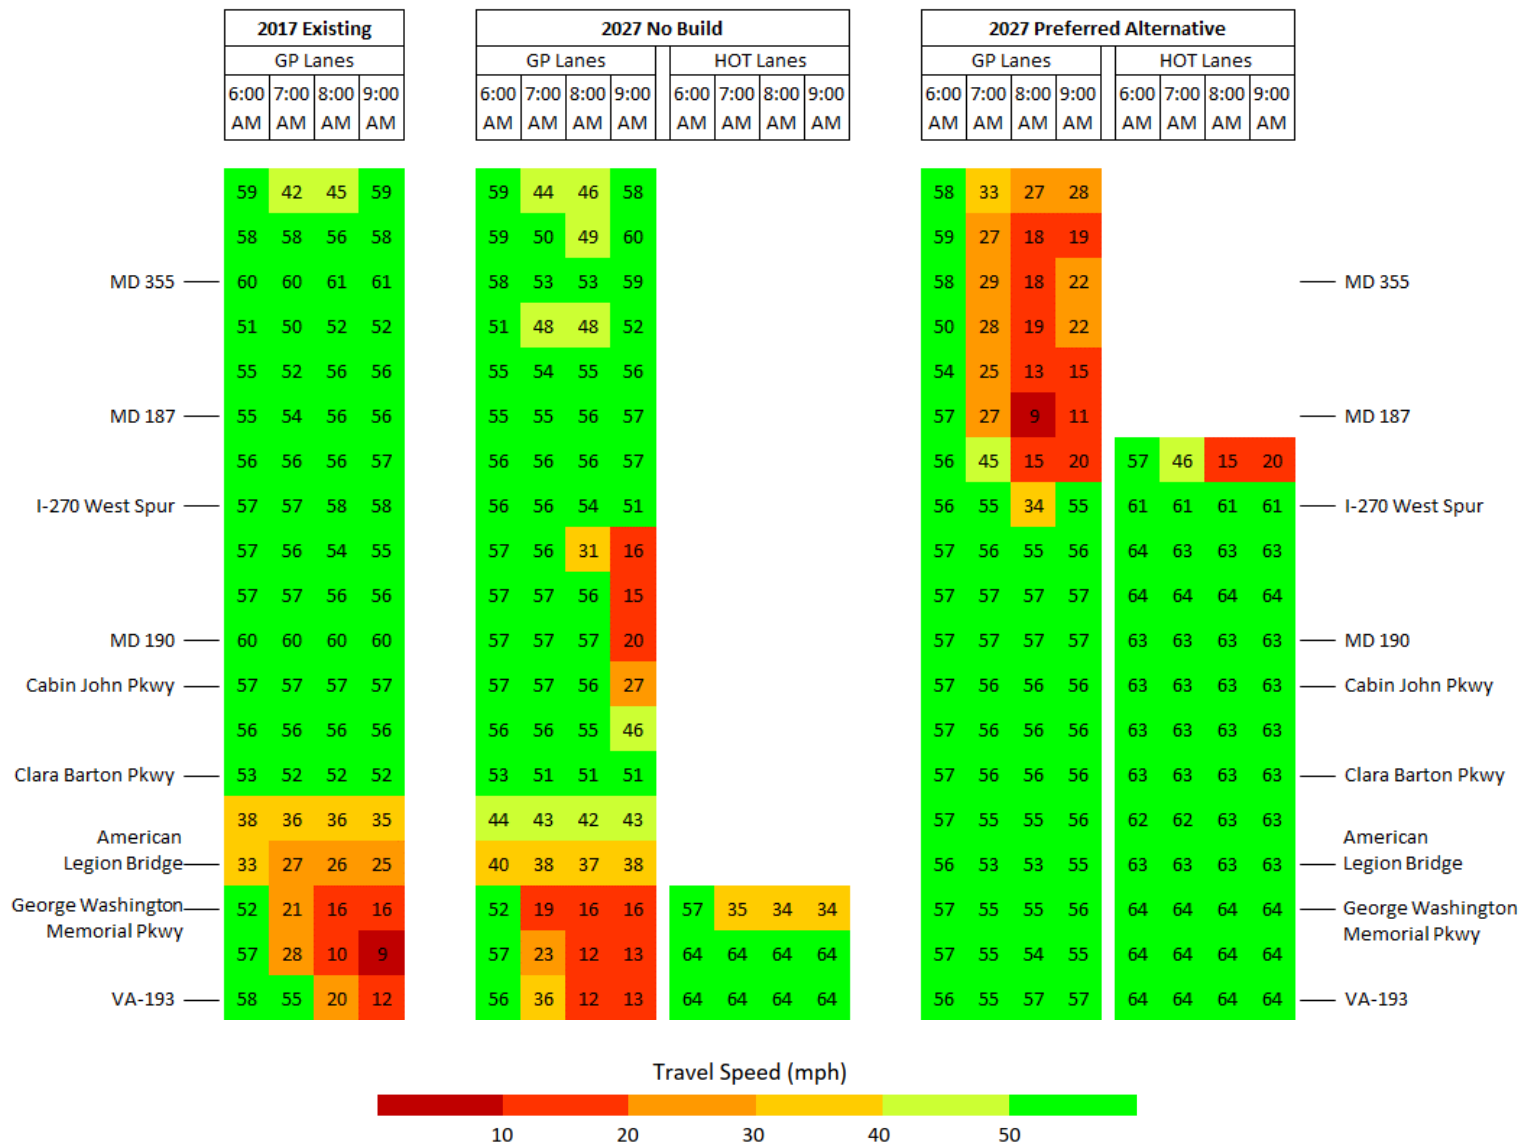 2017 Existing 2027 No Build 2027 Preferred Alternative
GP Lanes GP Lanes HOT Lanes GP Lanes HOT Lanes
6:00 7:00 8:00 9:00 6:00 7:00 8:00 9:00 6:00 7:00 8:00 9:00 6:00 7:00 8:00 9:00 6:00 7:00 8:00 9:00
AM AM AM AM AM AM AM AM AM AM AM AM AM AM AM AM AM AM AM AM
59 42 45 59 59 44 46 58 58 33 27 28
58 58 56 58 59 50 49 60 59 27 18 19
MD 355 60 60 61 61 58 53 53 59 58 29 18 22 MD 355
51 50 52 52 51 48 48 52 50 28 19 22
55 52 56 56 55 54 55 56 54 25 13 15
MD 187 55 54 56 56 55 55 56 57 57 27 9 11 MD 187
56 56 56 57 56 56 56 57 56 45 15 20 57 46 15 20
I-270 West Spur 57 57 58 58 56 56 54 51 56 55 34 55 61 61 61 61 I-270 West Spur
57 56 54 55 57 56 31 16 57 56 55 56 64 63 63 63
57 57 56 56 57 57 56 15 57 57 57 57 64 64 64 64
MD 190 60 60 60 60 57 57 57 20 57 57 57 57 63 63 63 63 MD 190
Cabin John Pkwy 57 57 57 57 57 57 56 27 57 56 56 56 63 63 63 63 Cabin John Pkwy
56 56 56 56 56 56 55 46 57 56 56 56 63 63 63 63
Clara Barton Pkwy 53 52 52 52 53 51 51 51 57 56 56 56 63 63 63 63 Clara Barton Pkwy
38 36 36 35 44 43 42 43 57 55 55 56 62 62 63 63
American American
Legion Bridge 33 27 26 25 40 38 37 38 56 53 53 55 63 63 63 63 Legion Bridge
George Washington 52 21 16 16 52 19 16 16 57 35 34 34 57 55 55 56 64 64 64 64 George Washington
Memorial Pkwy Memorial Pkwy
57 28 10 9 57 23 12 13 64 64 64 64 57 55 54 55 64 64 64 64
VA-193 58 55 20 12 56 36 12 13 64 64 64 64 56 55 57 57 64 64 64 64 VA-193
Travel Speed (mph)
10 20 30 40 50